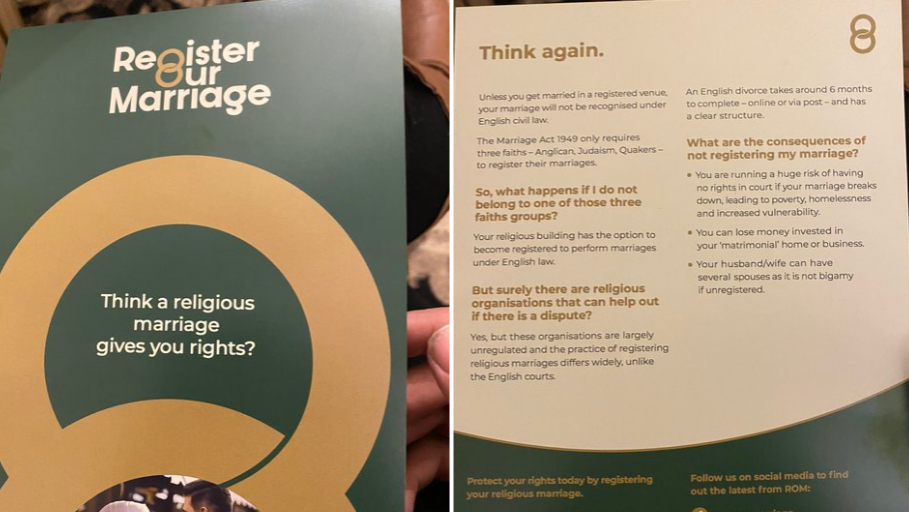 Register
Our
Marriage
Think a religious
marriage
gives you rights?
Think again.
Unless you get married in a registered venue,
your marriage will not be recognised under
English civil law.
The Marriage Act 1949 only requires
three faiths – Anglican, Judaism, Quakers –
to register their marriages.
So, what happens if I do not
belong to one of those three
faiths groups?
Your religious building has the option to
become registered to perform marriages
under English law.
But surely there are religious
organisations that can help out
if there is a dispute?
Yes, but these organisations are largely
unregulated and the practice of registering
religious marriages differs widely, unlike
the English courts.
An English divorce takes around 6 months
to complete – online or via post – and has
a clear structure.
What are the consequences of
not registering my marriage?
• You are running a huge risk of having
no rights in court if your marriage breaks
down, leading to poverty, homelessness
and increased vulnerability.
• You can lose money invested in
your 'matrimonial' home or business.
• Your husband/wife can have
several spouses as it is not bigamy
if unregistered.
Protect your rights today by registering
your religious marriage.
Follow us on social media to find
out the latest from ROM: